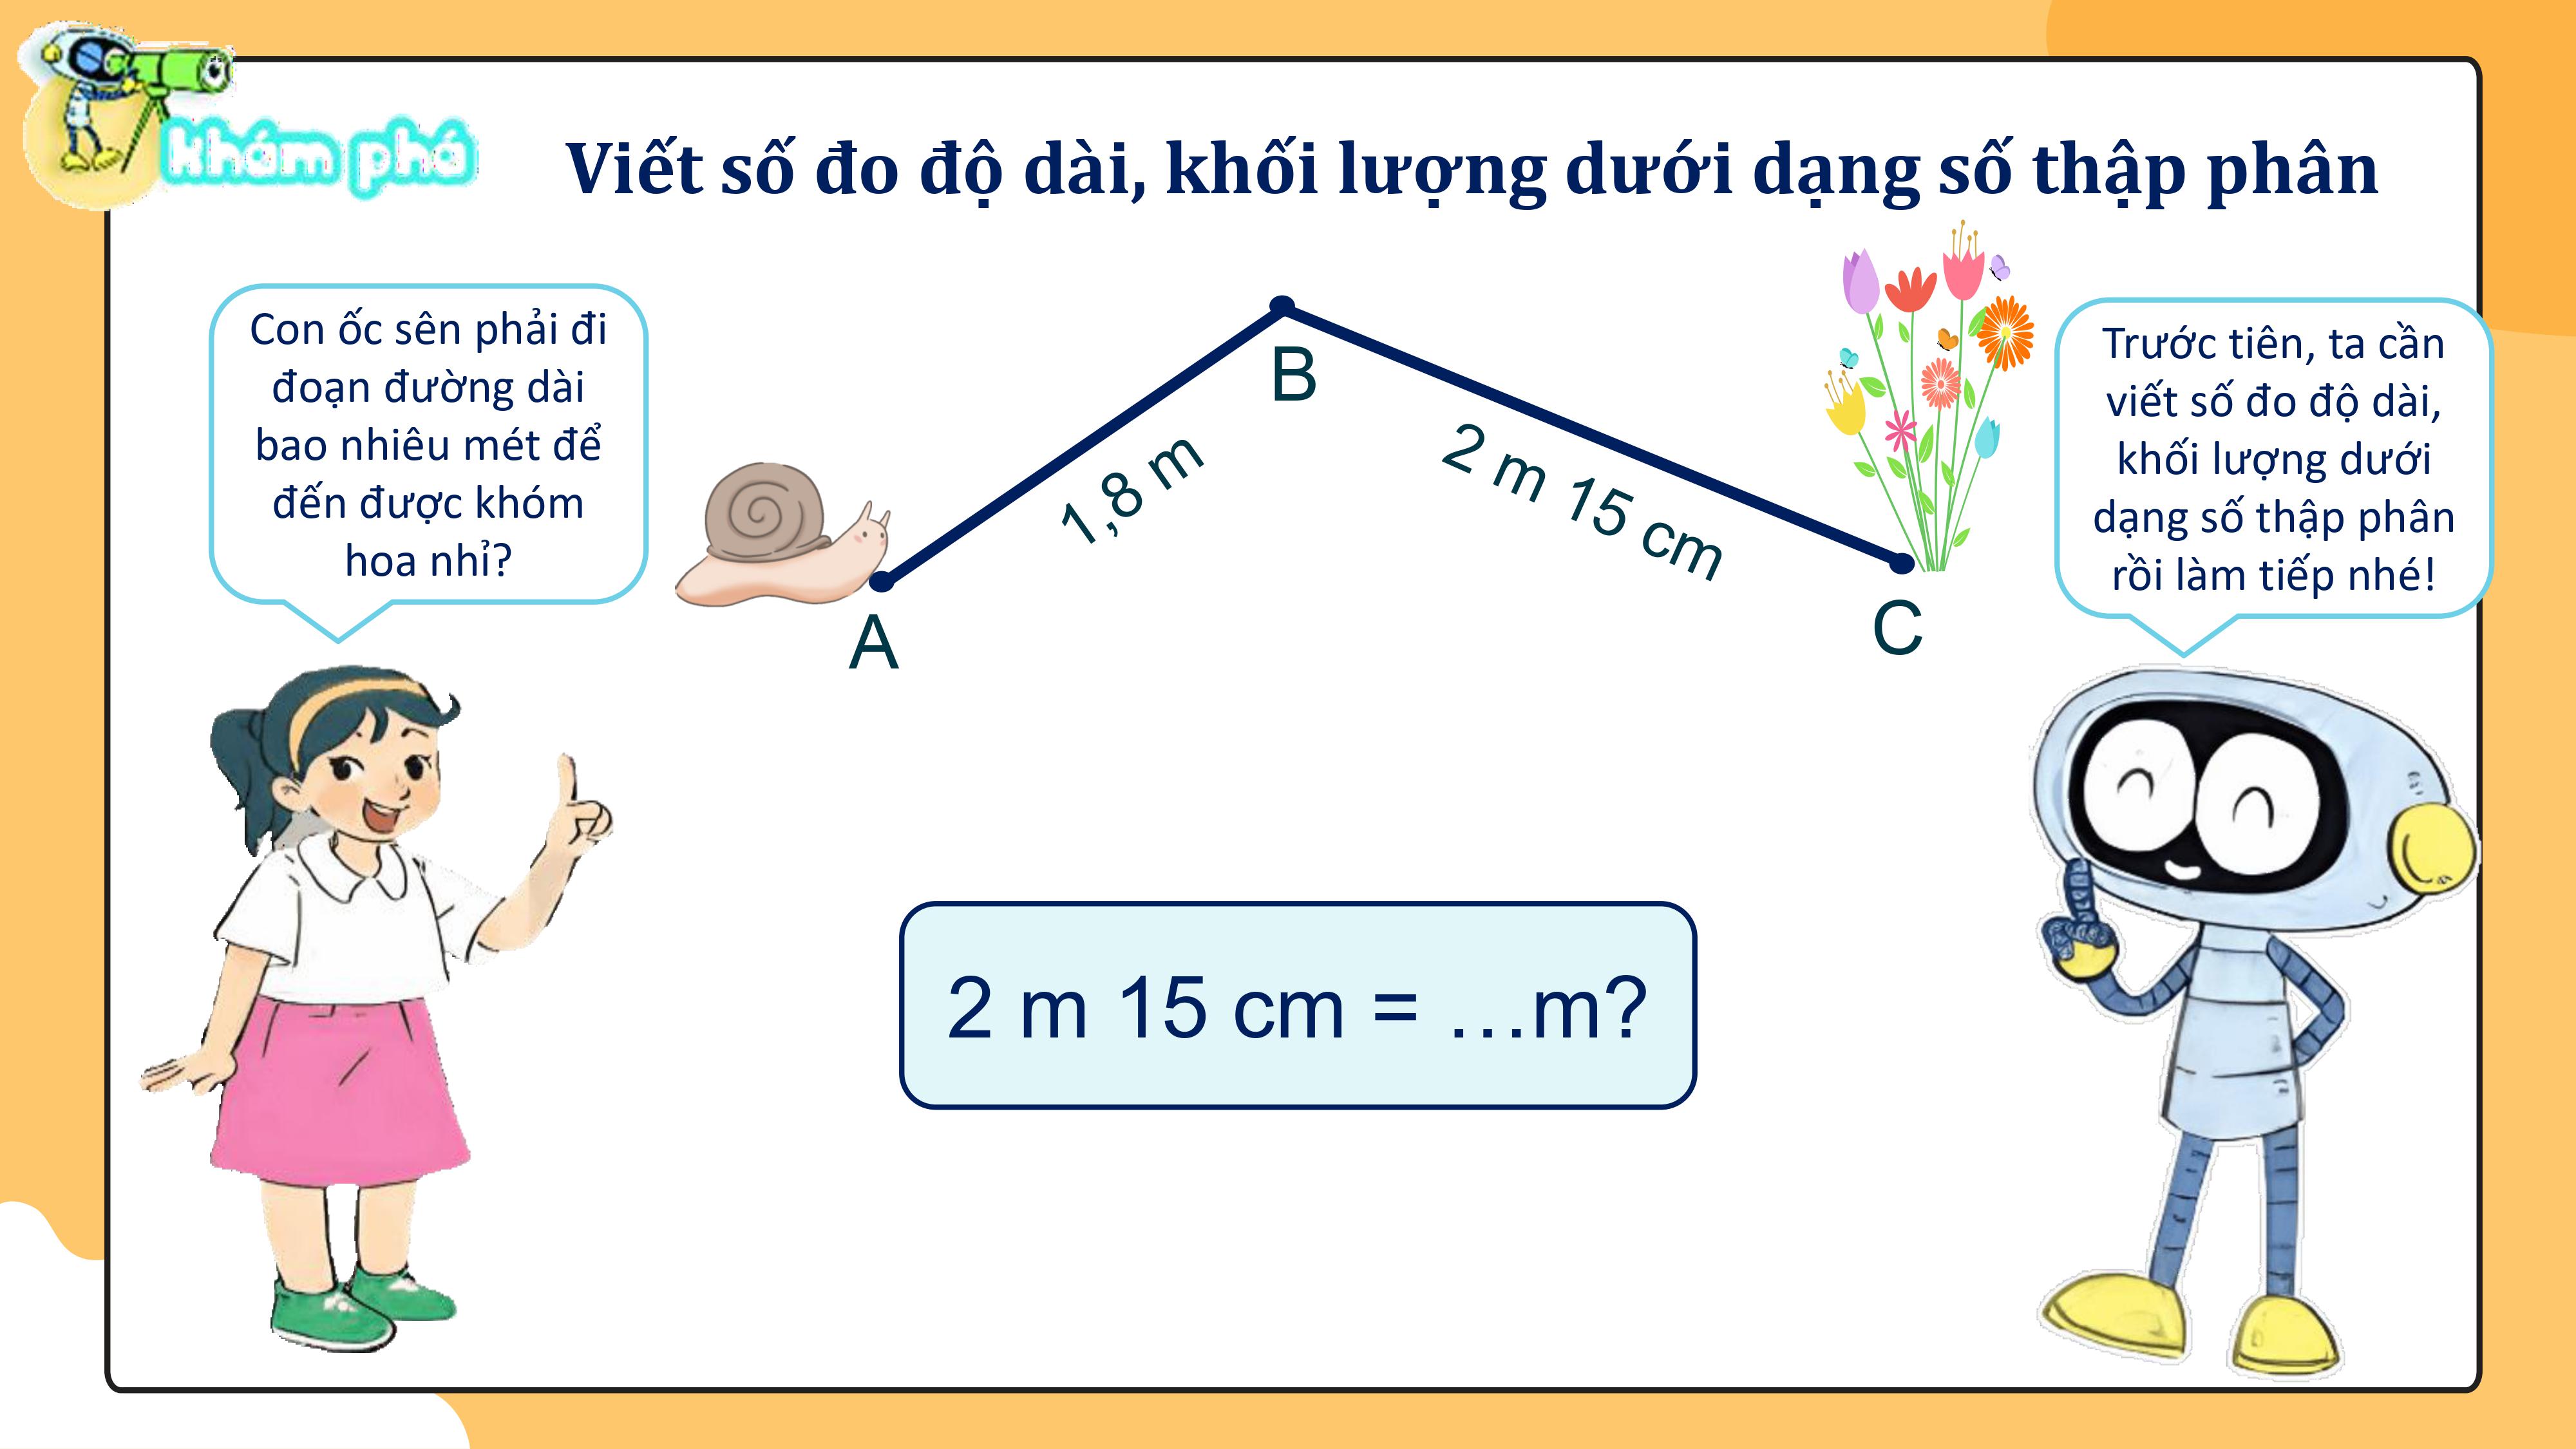 khám phá
Viết số đo độ dài, khối lượng dưới dạng số thập phân
Con ốc sên phải đi
đoạn đường dài
bao nhiêu mét để
đến được khóm
hoa nhỉ?
B
1,8 m
2 m 15 cm
A
C
Trước tiên, ta cần
viết số đo độ dài,
khối lượng dưới
dạng số thập phân
rồi làm tiếp nhé!
2 m 15 cm = …m?